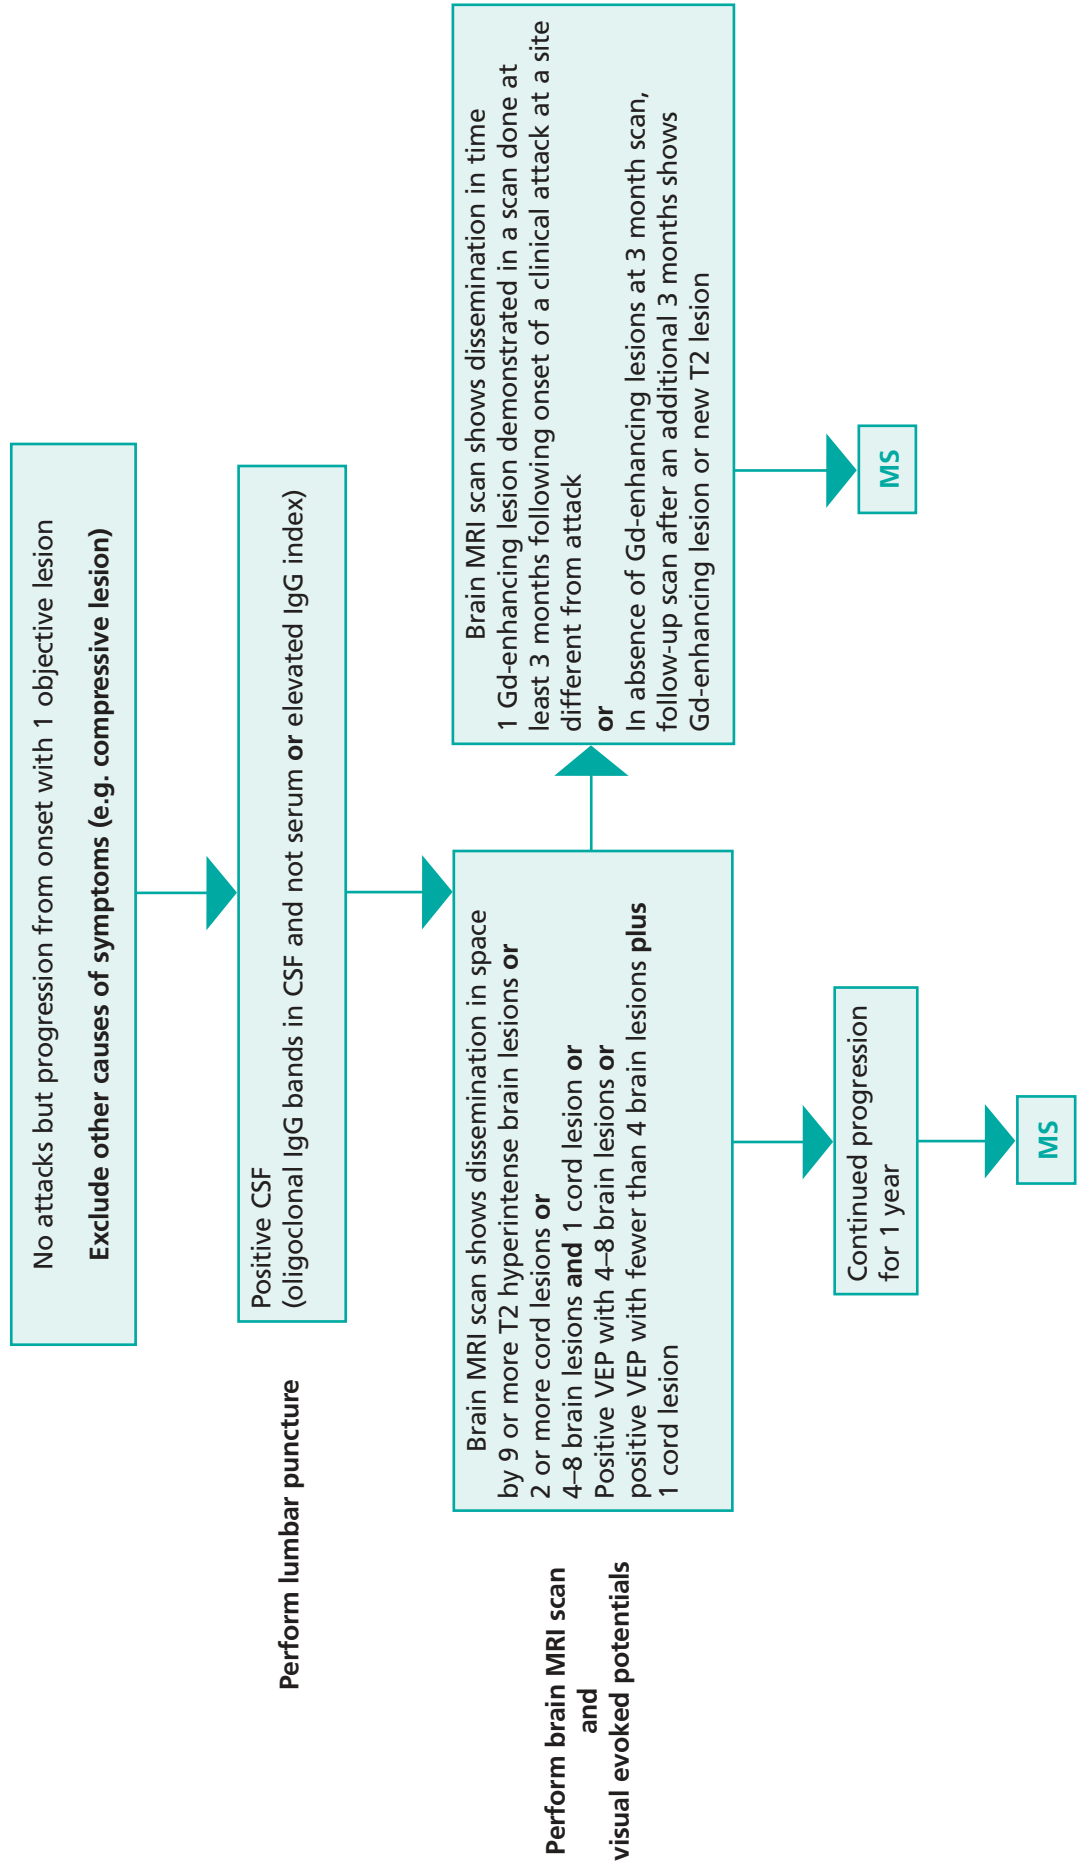 No attacks but progression from onset with 1 objective lesion
Exclude other causes of symptoms (e.g. compressive lesion)
Perform lumbar puncture
Positive CSF
(oligoclonal IgG bands in CSF and not serum or elevated IgG index)
Perform brain MRI scan
and
visual evoked potentials
Brain MRI scan shows dissemination in space
by 9 or more T2 hyperintense brain lesions or
2 or more cord lesions or
4–8 brain lesions and 1 cord lesion or
Positive VEP with 4–8 brain lesions or
positive VEP with fewer than 4 brain lesions plus
1 cord lesion
Brain MRI scan shows dissemination in time
1 Gd-enhancing lesion demonstrated in a scan done at
least 3 months following onset of a clinical attack at a site
different from attack
or
In absence of Gd-enhancing lesions at 3 month scan,
follow-up scan after an additional 3 months shows
Gd-enhancing lesion or new T2 lesion
Continued progression
for 1 year
MS
MS